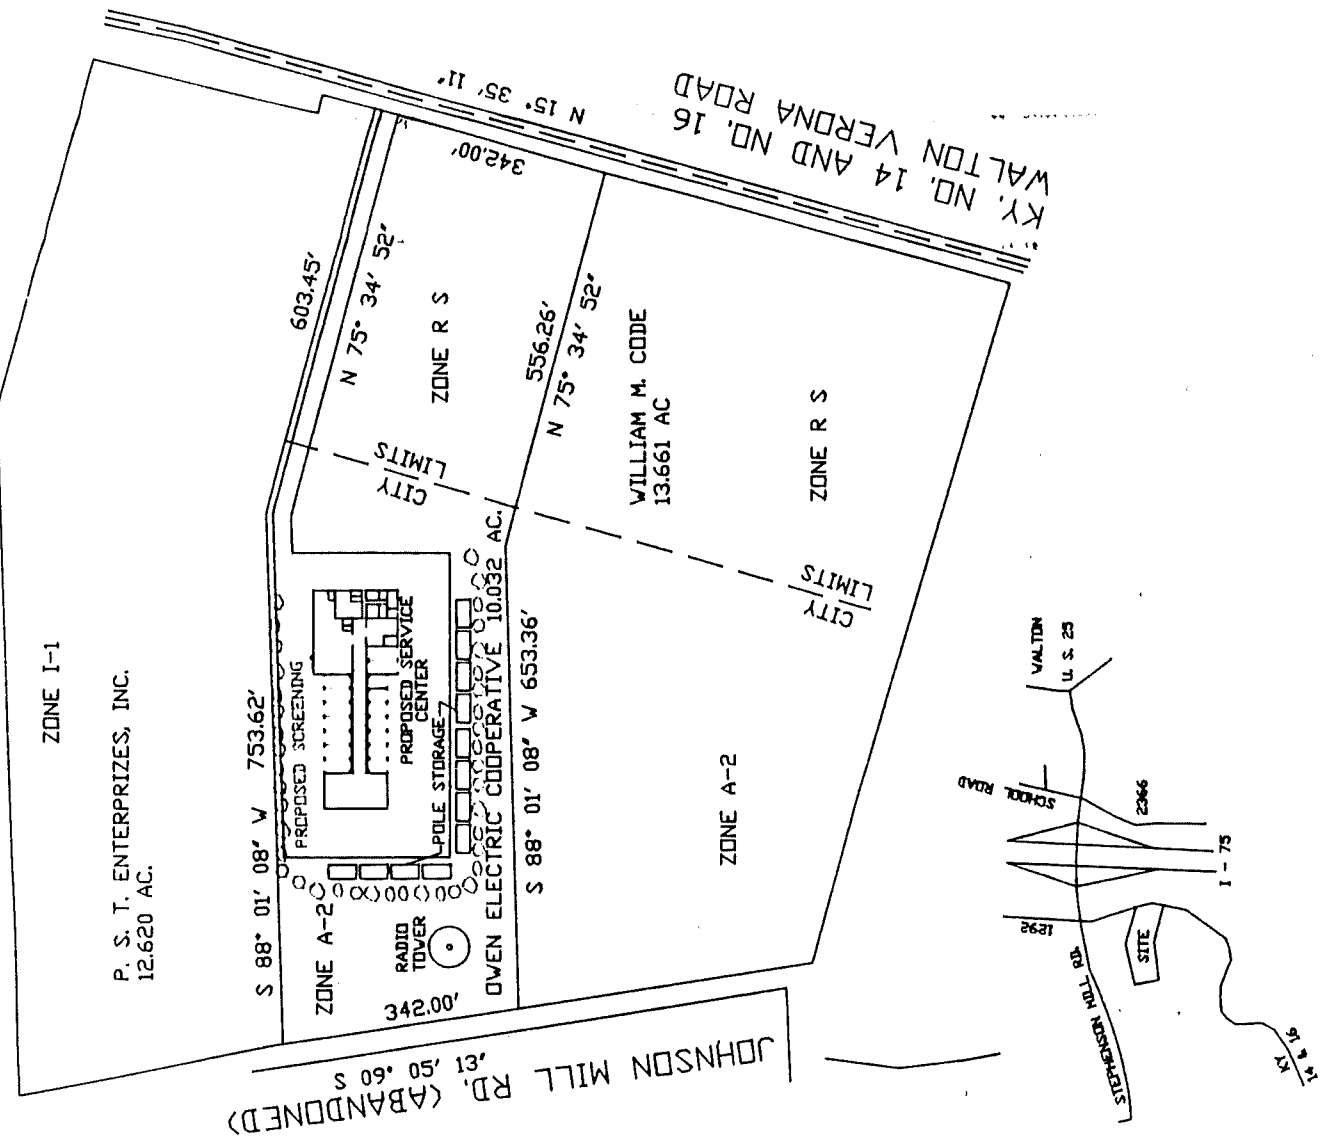 N 15° 35' 11"
KY. NO. 14 AND NO. 16
WALTON VERONA ROAD
342.00'
603.45'
N 75° 34' 52"
ZONE R S
556.26'
N 75° 34' 52"
WILLIAM M. CODE
13.661 AC
ZONE R S
CITY
LIMITS
CITY
LIMITS
ZONE I-1
P. S. T. ENTERPRIZES, INC.
12.620 AC.
S 88° 01' 08" W 753.62'
PROPOSED SCREENING
PROPOSED SERVICE
CENTER
POLE STORAGE
OWEN ELECTRIC COOPERATIVE 10.032 AC.
S 88° 01' 08" W 653.36'
ZONE A-2
ZONE A-2
RADIO
TOWER
342.00'
S 09° 05' 13"
JOHNSON MILL RD. (ABANDONED)
WALTON
U. S. 25
SCHOOL ROAD
2366
I - 75
1292
SITE
STEPHENSON MILL RD.
KY
14 & 16